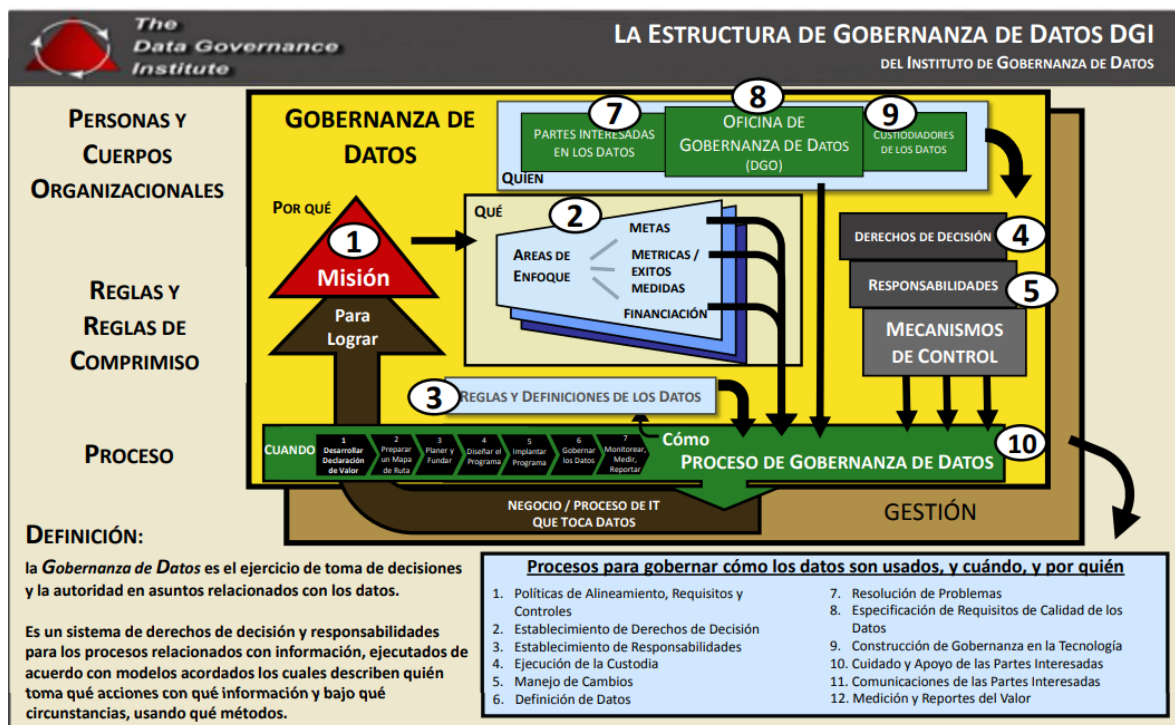 The
Data Governance
Institute
LA ESTRUCTURA DE GOBERNANZA DE DATOS DGI
DEL INSTITUTO DE GOBERNANZA DE DATOS
PERSONAS Y
CUERPOS
ORGANIZACIONALES
REGLAS Y
REGLAS DE
COMPRIMISO
PROCESO
GOBERNANZA DE
DATOS
7
PARTES INTERESADAS
EN LOS DATOS
8
OFICINA DE
GOBERNANZA DE DATOS
(DGO)
9
CUSTODIADORES
DE LOS DATOS
QUIEN
POR QUÉ
1
Misión
Para
Lograr
QUÉ
2
AREAS DE
ENFOQUE
METAS
METRICAS /
EXITOS
MEDIDAS
FINANCIACIÓN
DERECHOS DE DECISIÓN
4
RESPONSABILIDADES
5
MECANISMOS
DE CONTROL
3
REGLAS Y DEFINICIONES DE LOS DATOS
CUANDO
1
Desarrollar
Declaración
de Valor
2
Preparar
un Mapa
de Ruta
3
Planer y
Fundar
4
Diseñar el
Programa
5
Implantar
Programa
6
Gobernar
los Datos
7
Monitorear,
Medir,
Reportar
Cómo
PROCESO DE GOBERNANZA DE DATOS
10
NEGOCIO / PROCESO DE IT
QUE TOCA DATOS
GESTIÓN
DEFINICIÓN:
la Gobernanza de Datos es el ejercicio de toma de decisiones
y la autoridad en asuntos relacionados con los datos.
Es un sistema de derechos de decisión y responsabilidades
para los procesos relacionados con información, ejecutados de
acuerdo con modelos acordados los cuales describen quién
toma qué acciones con qué información y bajo qué
circunstancias, usando qué métodos.
Procesos para gobernar cómo los datos son usados, y cuándo, y por quién
1. Políticas de Alineamiento, Requisitos y
Controles
2. Establecimiento de Derechos de Decisión
3. Establecimiento de Responsabilidades
4. Ejecución de la Custodia
5. Manejo de Cambios
6. Definición de Datos
7. Resolución de Problemas
8. Especificación de Requisitos de Calidad de los
Datos
9. Construcción de Gobernanza en la Tecnología
10. Cuidado y Apoyo de las Partes Interesadas
11. Comunicaciones de las Partes Interesadas
12. Medición y Reportes del Valor